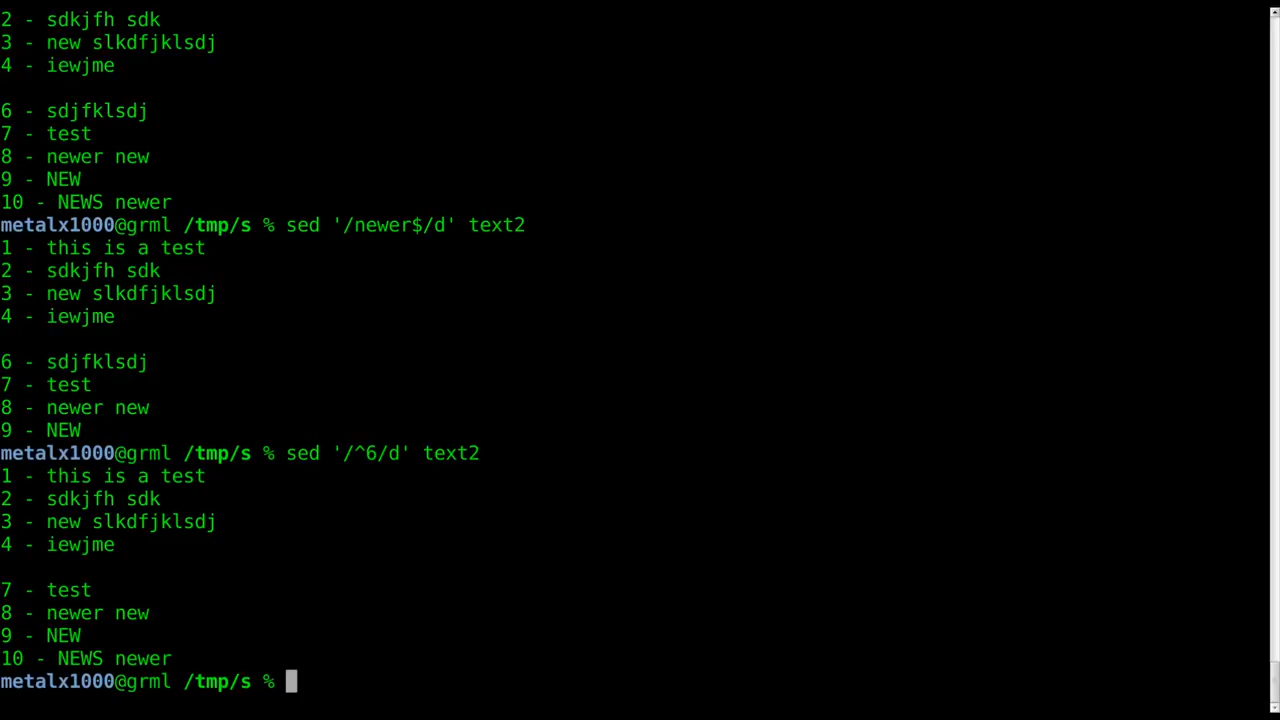 2 - sdkjfh sdk
3 - new slkdfjklsdj
4 - iewjme

6 - sdjfklsdj
7 - test
8 - newer new
9 - NEW
10 - NEWS newer
metalx1000@grml /tmp/s % sed '/newer$/d' text2
1 - this is a test
2 - sdkjfh sdk
3 - new slkdfjklsdj
4 - iewjme

6 - sdjfklsdj
7 - test
8 - newer new
9 - NEW
metalx1000@grml /tmp/s % sed '/^6/d' text2
1 - this is a test
2 - sdkjfh sdk
3 - new slkdfjklsdj
4 - iewjme

7 - test
8 - newer new
9 - NEW
10 - NEWS newer
metalx1000@grml /tmp/s %